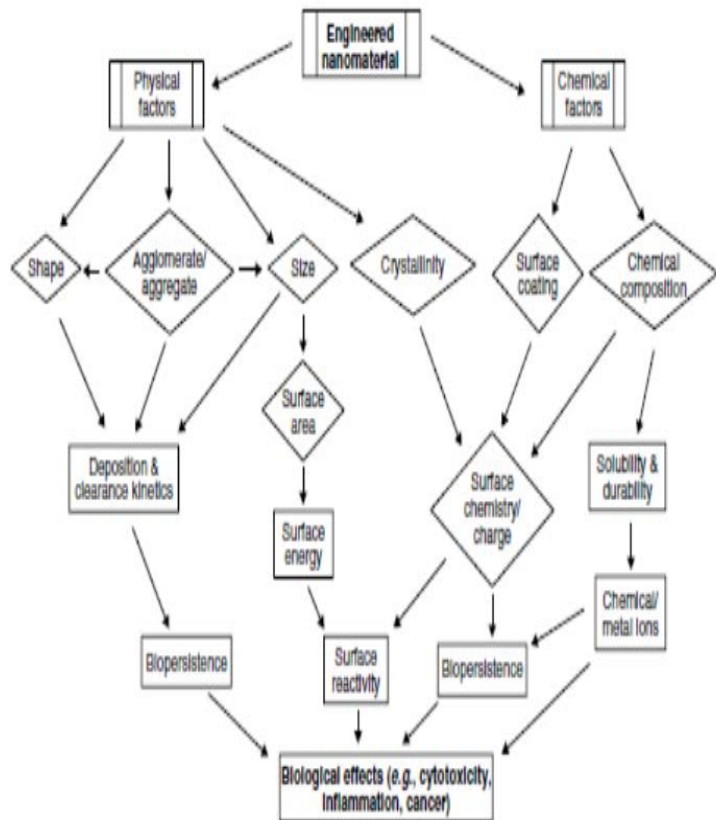 Engineered
nanomaterial
Physical
factors
Chemical
factors
Shape
Agglomerate/
aggregate
Size
Crystallinity
Surface
coating
Chemical
composition
Surface
area
Deposition &
clearance kinetics
Surface
chemistry/
charge
Solubility &
durability
Surface
energy
Chemical/
metal ions
Biopersistence
Surface
reactivity
Biopersistence
Biological effects (e.g., cytotoxicity,
inflammation, cancer)